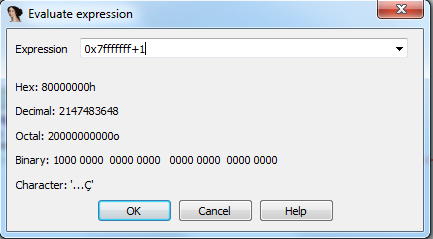 Evaluate expression
Expression 0x7fffffff+1
Hex: 80000000h
Decimal: 2147483648
Octal: 20000000000o
Binary: 1000 0000 0000 0000 0000 0000 0000 0000
Character: '...Ç'
OK Cancel Help